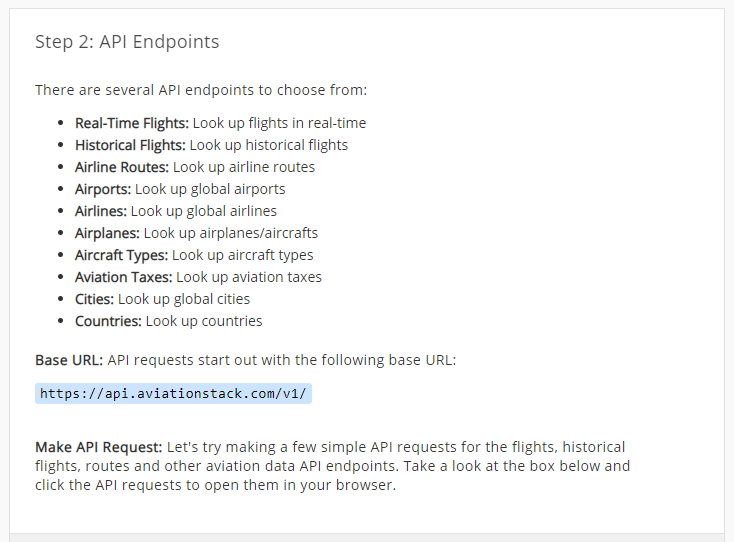 Step 2: API Endpoints
There are several API endpoints to choose from:
Real-Time Flights: Look up flights in real-time
Historical Flights: Look up historical flights
Airline Routes: Look up airline routes
Airports: Look up global airports
Airlines: Look up global airlines
Airplanes: Look up airplanes/aircrafts
Aircraft Types: Look up aircraft types
Aviation Taxes: Look up aviation taxes
Cities: Look up global cities
Countries: Look up countries
Base URL: API requests start out with the following base URL:
https://api.aviationstack.com/v1/
Make API Request: Let's try making a few simple API requests for the flights, historical
flights, routes and other aviation data API endpoints. Take a look at the box below and
click the API requests to open them in your browser.